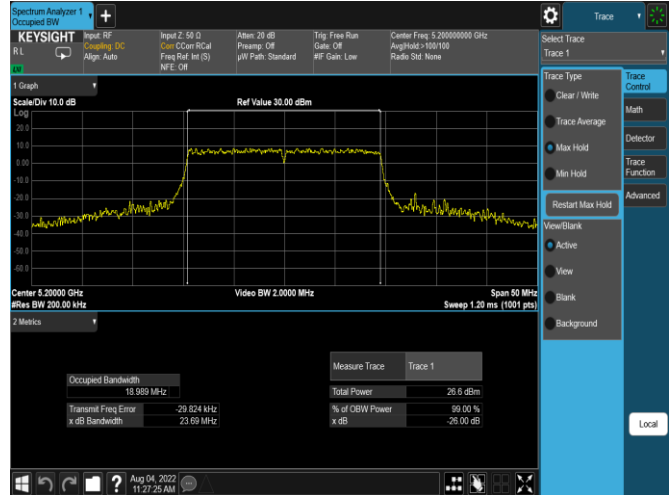 Spectrum Analyzer 1
Occupied BW
KEYSIGHT
RL
Input: RF
Coupling: DC
Align: Auto
Input Z: 50 Ω
Corr CCorr RCal
Freq Ref: Int (S)
NFE: Off
Atten: 20 dB
Preamp: Off
µW Path: Standard
Trig: Free Run
Gate: Off
#IF Gain: Low
Center Freq: 5.200000000 GHz
Avg|Hold:>100/100
Radio Std: None
1 Graph
Scale/Div 10.0 dB
Ref Value 30.00 dBm
Log
20.0
10.0
0.00
-10.0
-20.0
-30.0
-40.0
-50.0
-60.0
Center 5.20000 GHz
#Res BW 200.00 kHz
Video BW 2.0000 MHz
Span 50 MHz
Sweep 1.20 ms (1001 pts)
2 Metrics
Occupied Bandwidth
18.989 MHz
Transmit Freq Error -29.824 kHz
x dB Bandwidth 23.69 MHz
Measure Trace Trace 1
Total Power 26.6 dBm
% of OBW Power 99.00 %
x dB -26.00 dB
Aug 04, 2022
11:27:25 AM
Trace
Select Trace
Trace 1
Trace Type
Clear / Write
Trace Average
Max Hold
Min Hold
Restart Max Hold
View/Blank
Active
View
Blank
Background
Trace
Control
Math
Detector
Trace
Function
Advanced
Local